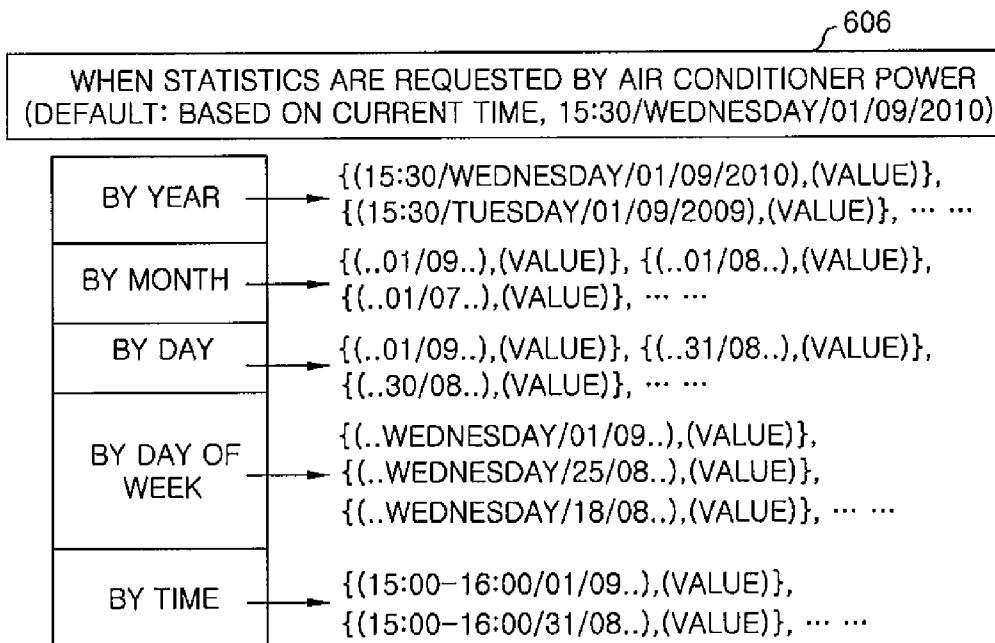 606
WHEN STATISTICS ARE REQUESTED BY AIR CONDITIONER POWER
(DEFAULT: BASED ON CURRENT TIME, 15:30/WEDNESDAY/01/09/2010)
BY YEAR
{(15:30/WEDNESDAY/01/09/2010),(VALUE)},
{(15:30/TUESDAY/01/09/2009),(VALUE)}, ... ...
BY MONTH
{(..01/09..),(VALUE)}, {(..01/08..),(VALUE)},
{(..01/07..),(VALUE)}, ... ...
BY DAY
{(..01/09..),(VALUE)}, {(..31/08..),(VALUE)},
{(..30/08..),(VALUE)}, ... ...
BY DAY OF
WEEK
{(..WEDNESDAY/01/09..),(VALUE)},
{(..WEDNESDAY/25/08..),(VALUE)},
{(..WEDNESDAY/18/08..),(VALUE)}, ... ...
BY TIME
{(15:00-16:00/01/09..),(VALUE)},
{(15:00-16:00/31/08..),(VALUE)}, ... ...